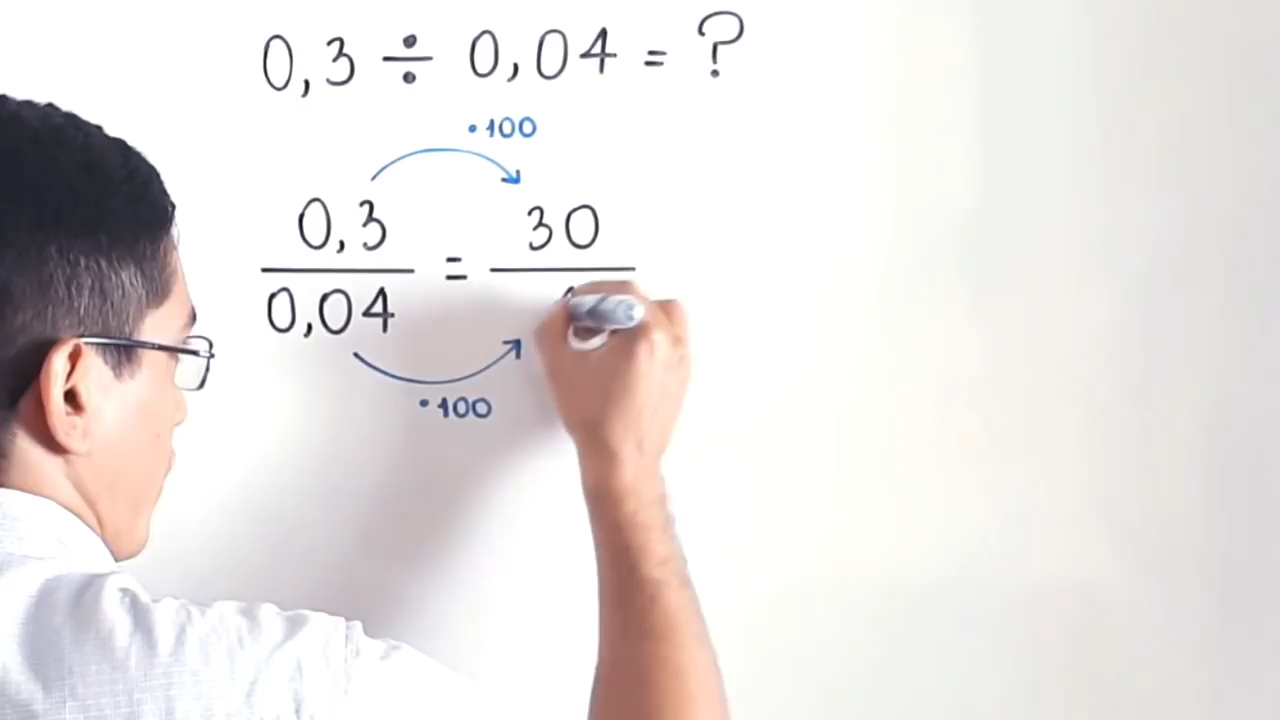 0,3 ÷ 0,04 = ?
• 100
0,3 = 30
0,04
• 100